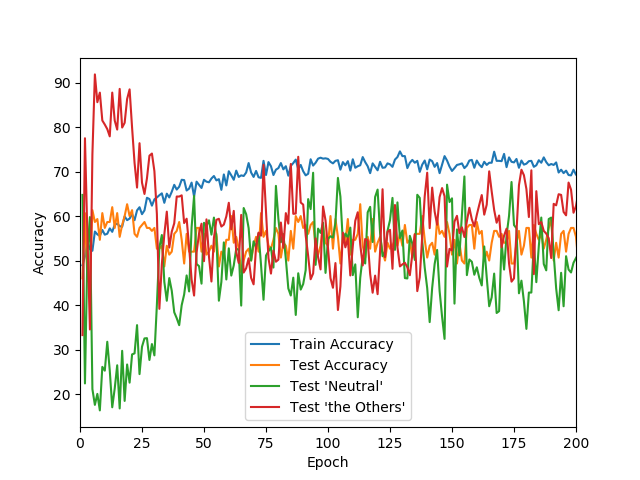 90
80
70
60
50
40
30
20
Accuracy
0
25
50
75
100
125
150
175
200
Epoch
Train Accuracy
Test Accuracy
Test 'Neutral'
Test 'the Others'